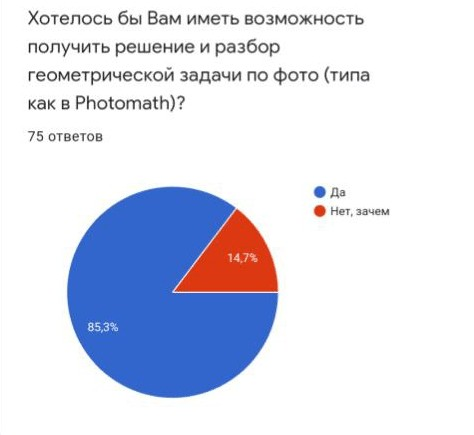 Хотелось бы Вам иметь возможность
получить решение и разбор
геометрической задачи по фото (типа
как в Photomath)?
75 ответов
Да
Нет, зачем
14,7%
85,3%